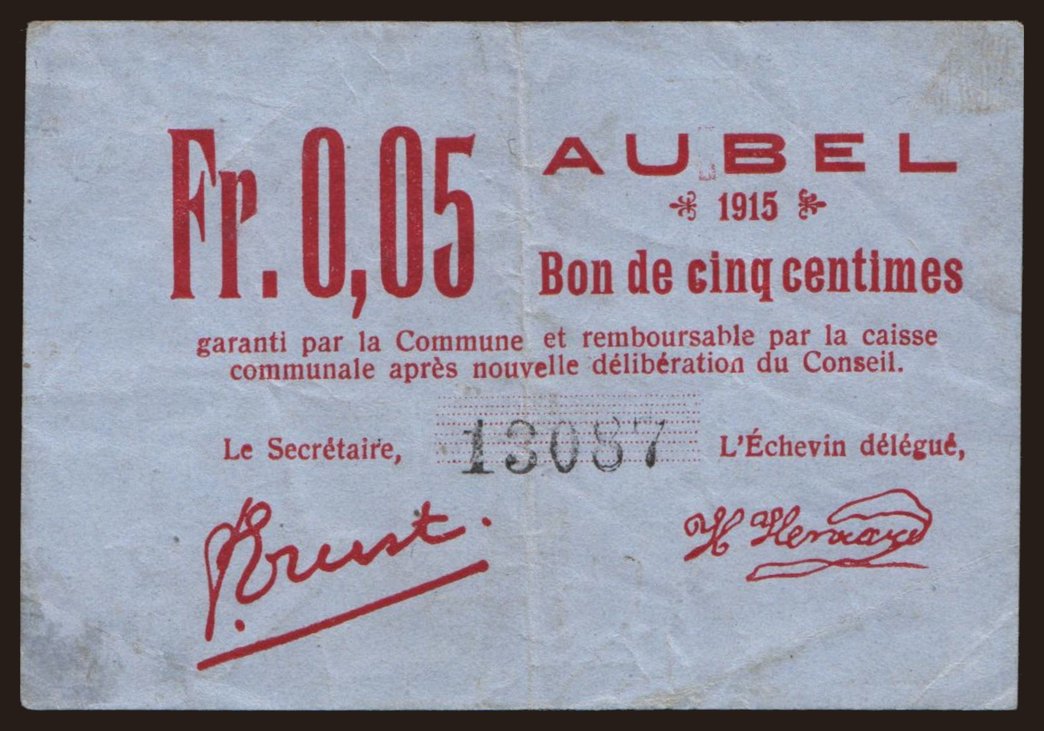 Fr. 0,05
AUBEL
1915
Bon de cinq centimes
garanti par la Commune et remboursable par la caisse
communale après nouvelle délibération du Conseil.
Le Secrétaire,
13087
L'Échevin délégué,